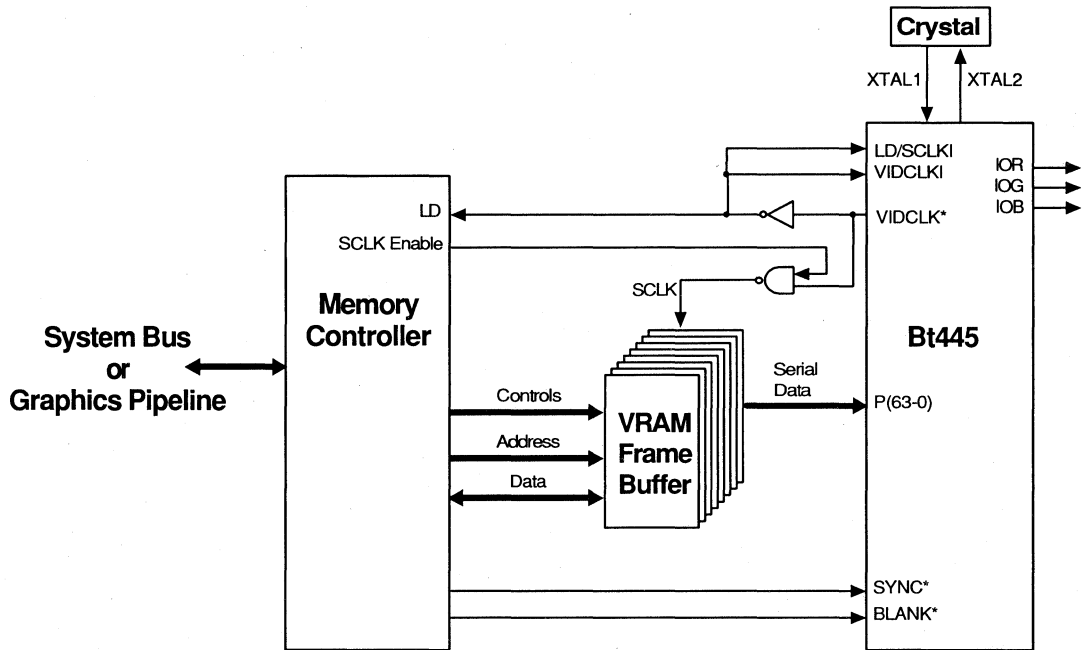 Crystal
XTAL1
XTAL2
LD/SCLKI
VIDCLKI
VIDCLK*
IOR
IOG
IOB
LD
SCLK Enable
SCLK
Memory
Controller
Bt445
System Bus
or
Graphics Pipeline
Controls
Address
Data
VRAM
Frame
Buffer
Serial
Data
P(63-0)
SYNC*
BLANK*